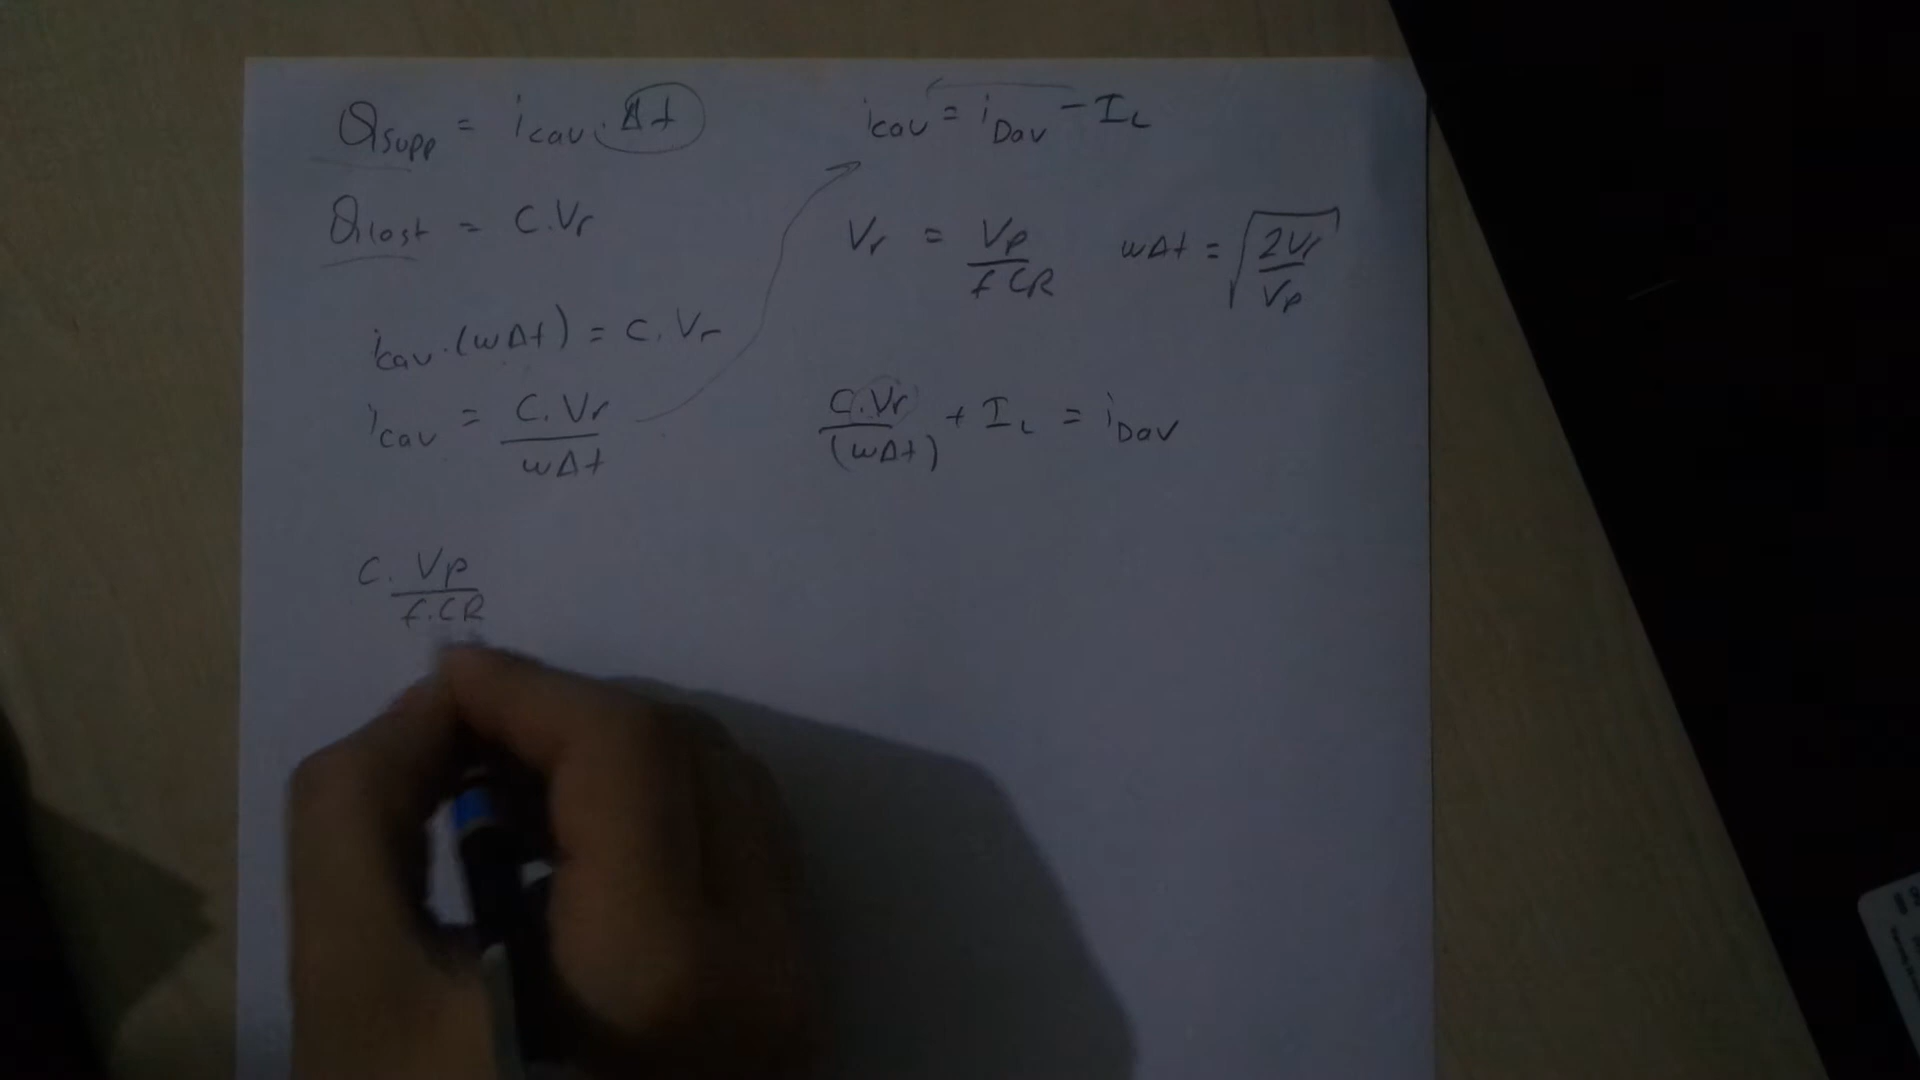 Qsupp = icav . Δt
Qlost = C.Vr
icav.(wΔt) = C.Vr
icav = C.Vr / wΔt
icav = iDav - IL
Vr = Vp / fCR wΔt = √(2Vr / Vp)
C.Vr / (wΔt) + IL = iDav
C. Vp / f.CR